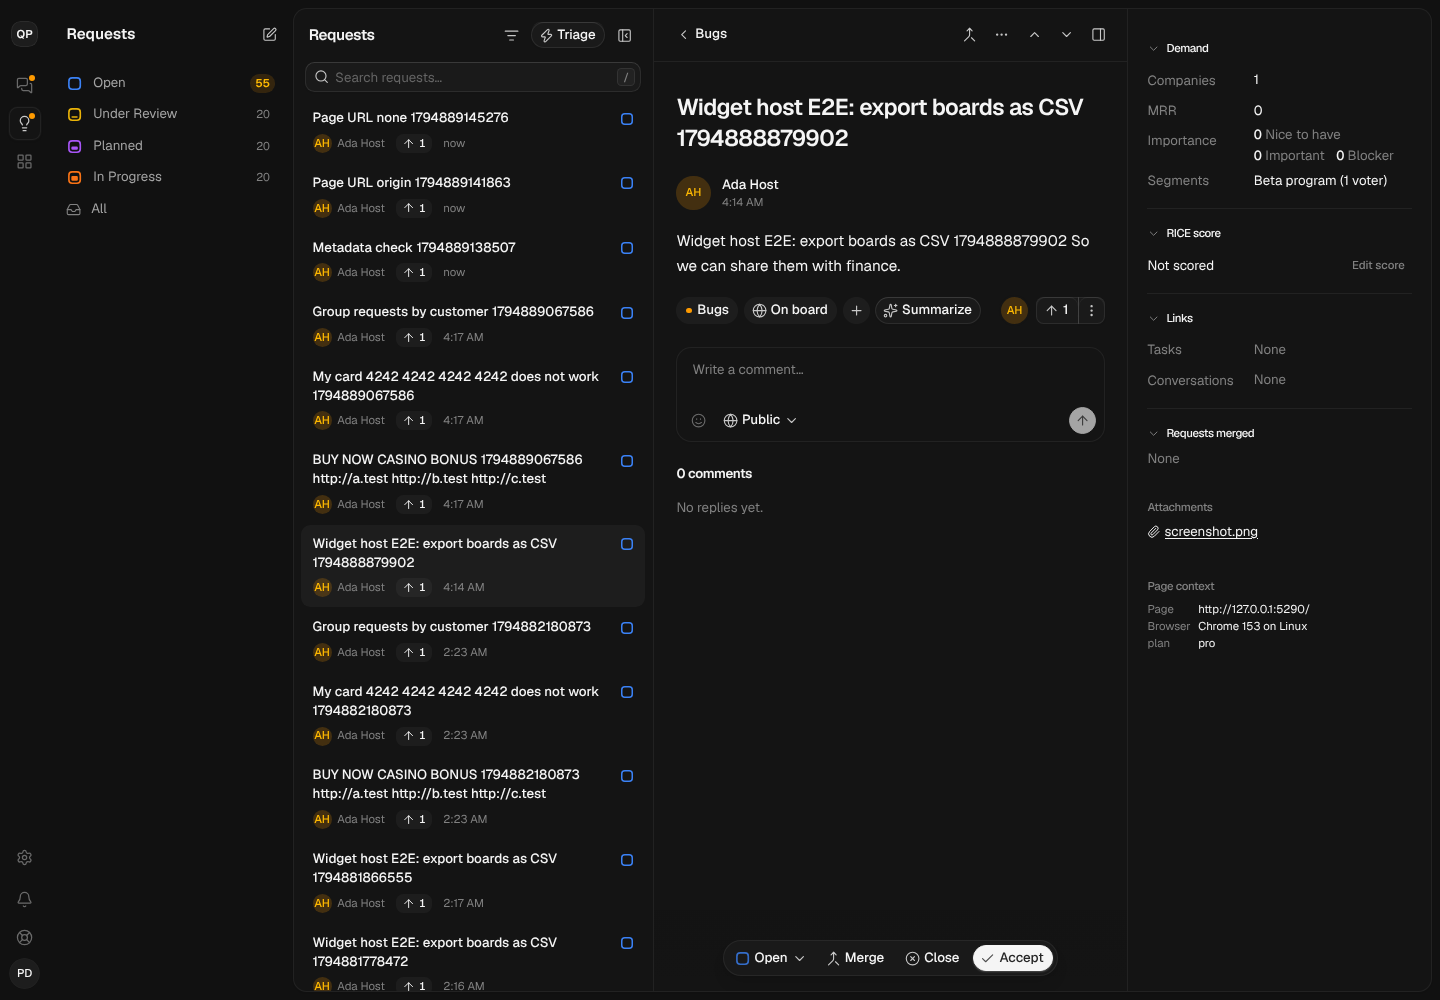 QP
Requests
Open
55
Under Review
20
Planned
20
In Progress
20
All
PD
Requests
Triage
Search requests…
/
Page URL none 1794889145276
AH Ada Host 1 now
Page URL origin 1794889141863
AH Ada Host 1 now
Metadata check 1794889138507
AH Ada Host 1 now
Group requests by customer 1794889067586
AH Ada Host 1 4:17 AM
My card 4242 4242 4242 4242 does not work
1794889067586
AH Ada Host 1 4:17 AM
BUY NOW CASINO BONUS 1794889067586
http://a.test http://b.test http://c.test
AH Ada Host 1 4:17 AM
Widget host E2E: export boards as CSV
1794888879902
AH Ada Host 1 4:14 AM
Group requests by customer 1794882180873
AH Ada Host 1 2:23 AM
My card 4242 4242 4242 4242 does not work
1794882180873
AH Ada Host 1 2:23 AM
BUY NOW CASINO BONUS 1794882180873
http://a.test http://b.test http://c.test
AH Ada Host 1 2:23 AM
Widget host E2E: export boards as CSV
1794881866555
AH Ada Host 1 2:17 AM
Widget host E2E: export boards as CSV
1794881778472
AH Ada Host 1 2:16 AM
Bugs
Widget host E2E: export boards as CSV
1794888879902
AH
Ada Host
4:14 AM
Widget host E2E: export boards as CSV 1794888879902 So
we can share them with finance.
Bugs On board Summarize AH 1
Write a comment…
Public
0 comments
No replies yet.
Open Merge Close Accept
Demand
Companies 1
MRR 0
Importance 0 Nice to have
0 Important 0 Blocker
Segments Beta program (1 voter)
RICE score
Not scored Edit score
Links
Tasks None
Conversations None
Requests merged
None
Attachments
screenshot.png
Page context
Page http://127.0.0.1:5290/
Browser Chrome 153 on Linux
plan pro